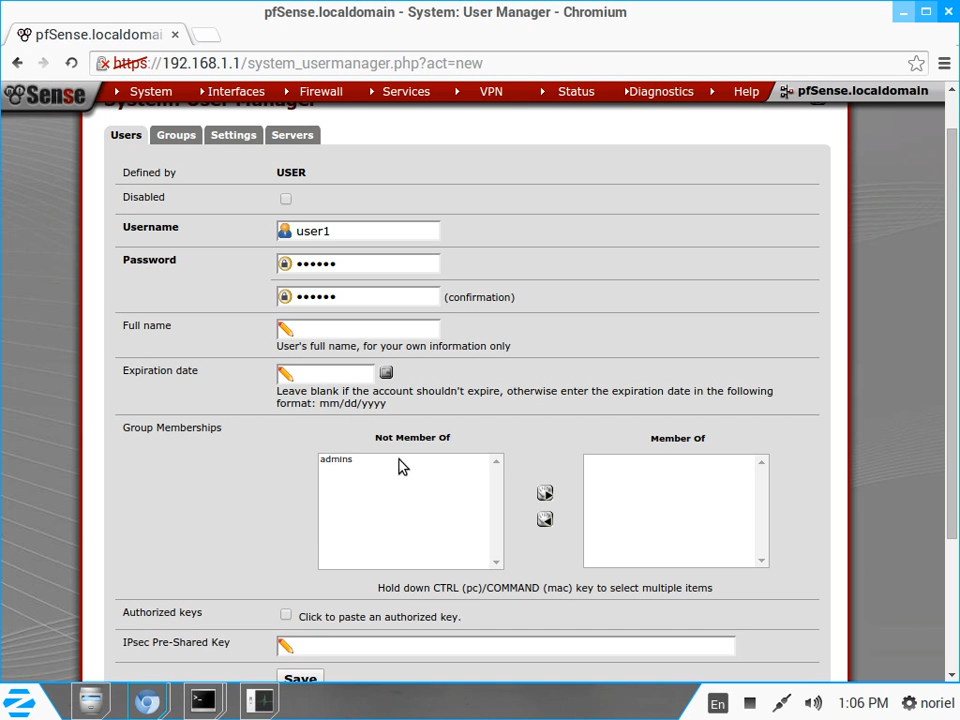 pfSense.localdomain - System: User Manager - Chromium
pfSense.localdomai
https://192.168.1.1/system_usermanager.php?act=new
Sense
System
Interfaces
Firewall
Services
VPN
Status
Diagnostics
Help
pfSense.localdomain
System: User Manager
Users
Groups
Settings
Servers
Defined by
USER
Disabled
Username
user1
Password
••••••
•••••• (confirmation)
Full name
User's full name, for your own information only
Expiration date
Leave blank if the account shouldn't expire, otherwise enter the expiration date in the following
format: mm/dd/yyyy
Group Memberships
Not Member Of
Member Of
admins
Hold down CTRL (pc)/COMMAND (mac) key to select multiple items
Authorized keys
Click to paste an authorized key.
IPsec Pre-Shared Key
Save
En
1:06 PM
noriel